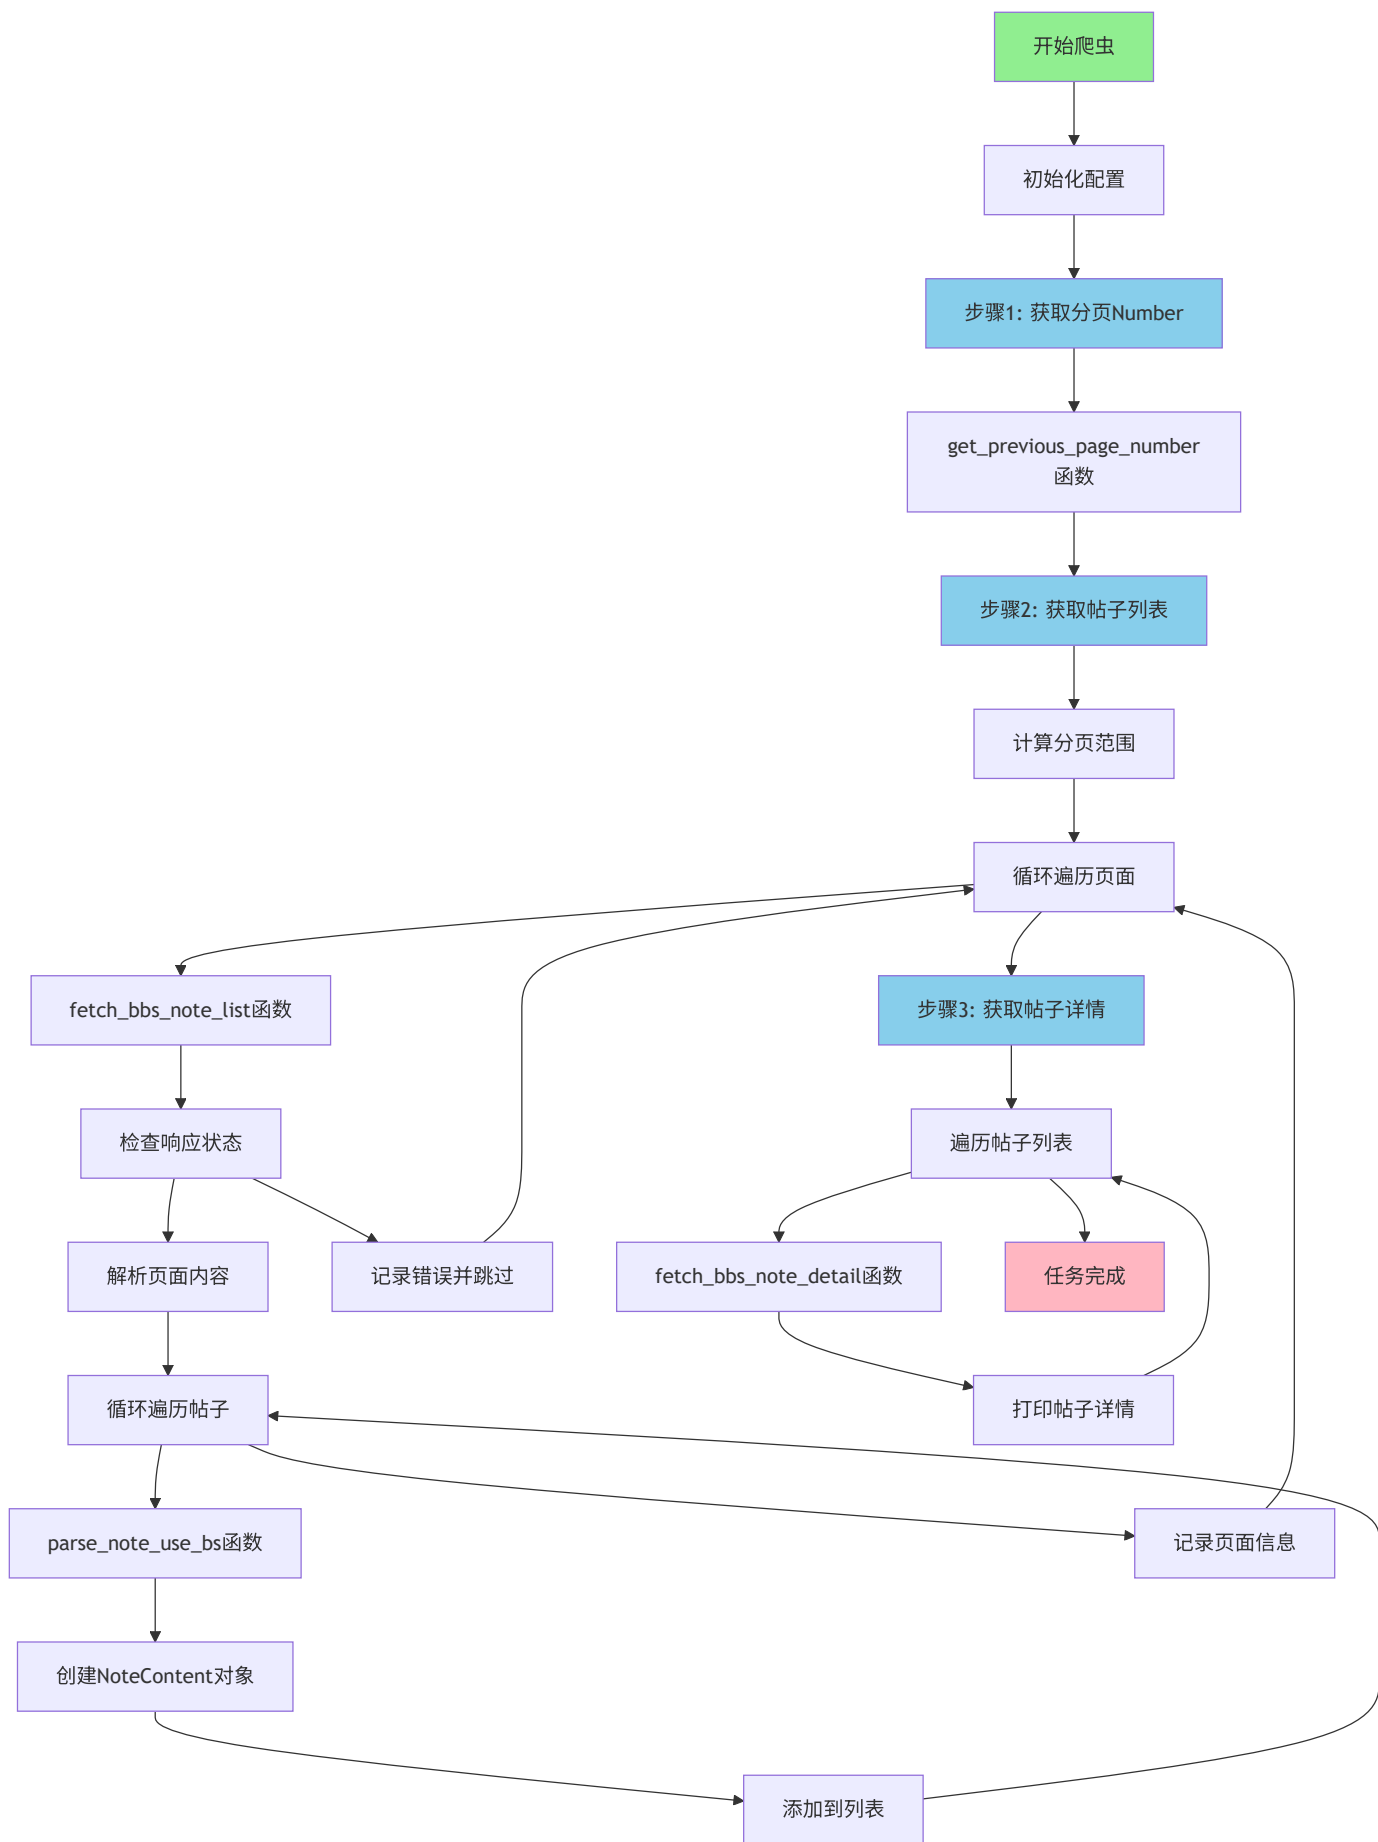 开始爬虫
初始化配置
步骤1: 获取分页Number
get_previous_page_number
函数
步骤2: 获取帖子列表
计算分页范围
循环遍历页面
fetch_bbs_note_list函数
步骤3: 获取帖子详情
检查响应状态
遍历帖子列表
解析页面内容
记录错误并跳过
fetch_bbs_note_detail函数
任务完成
循环遍历帖子
打印帖子详情
parse_note_use_bs函数
记录页面信息
创建NoteContent对象
添加到列表